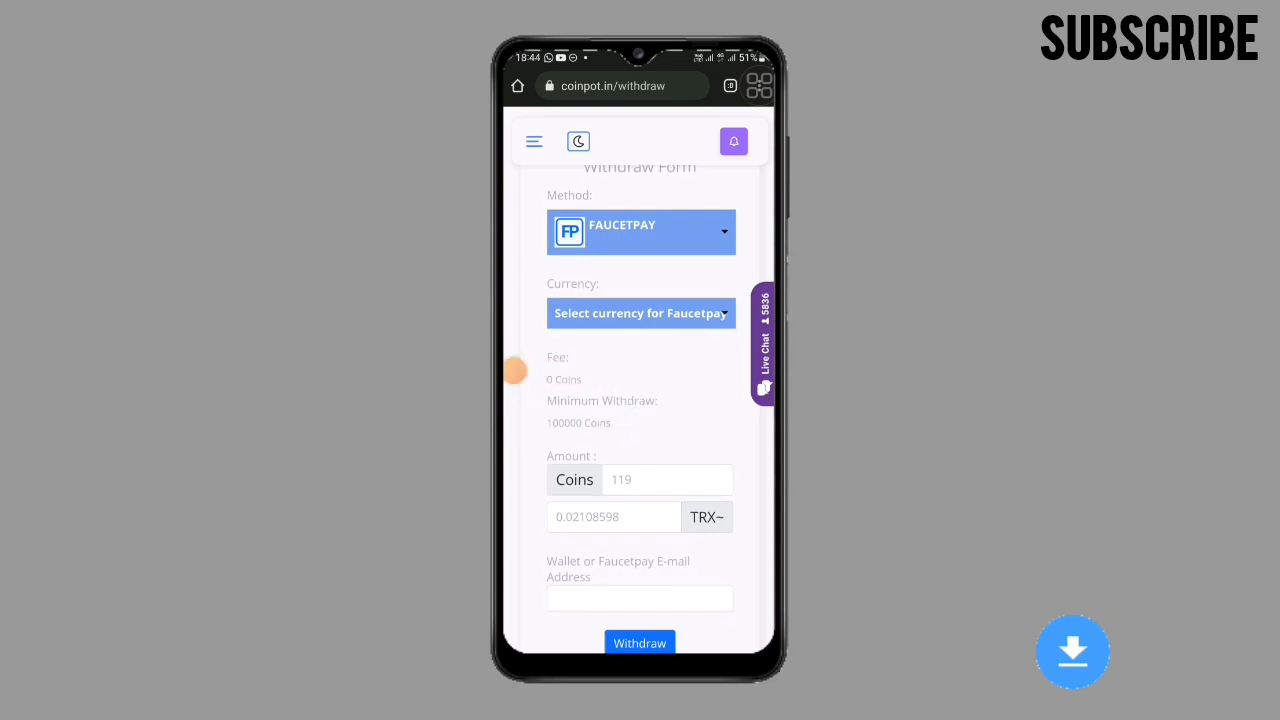 SUBSCRIBE
18:44
51%
coinpot.in/withdraw
:D
Withdraw Form
Method:
FP FAUCETPAY
Currency:
Select currency for Faucetpay
Fee:
0 Coins
Minimum Withdraw:
100000 Coins
Amount :
Coins 119
0.02108598 TRX~
Wallet or Faucetpay E-mail
Address
Withdraw
Live Chat 5836